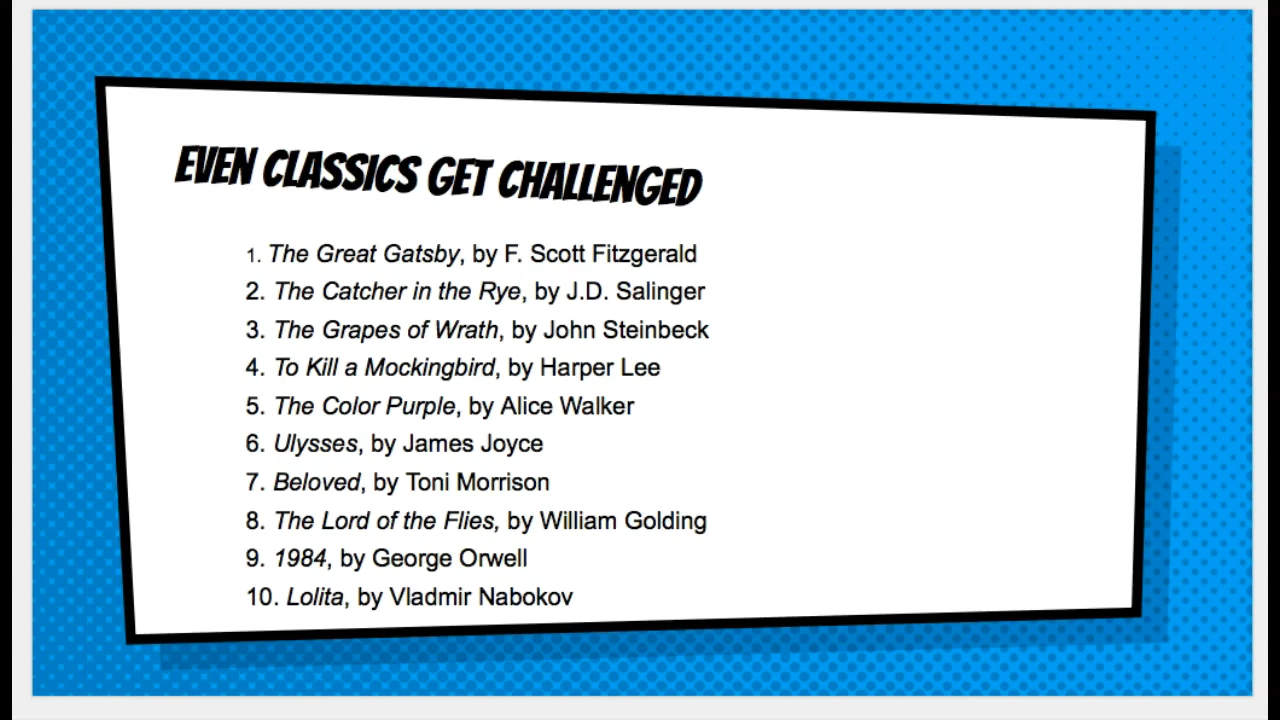 EVEN CLASSICS GET CHALLENGED
1. The Great Gatsby, by F. Scott Fitzgerald
2. The Catcher in the Rye, by J.D. Salinger
3. The Grapes of Wrath, by John Steinbeck
4. To Kill a Mockingbird, by Harper Lee
5. The Color Purple, by Alice Walker
6. Ulysses, by James Joyce
7. Beloved, by Toni Morrison
8. The Lord of the Flies, by William Golding
9. 1984, by George Orwell
10. Lolita, by Vladmir Nabokov